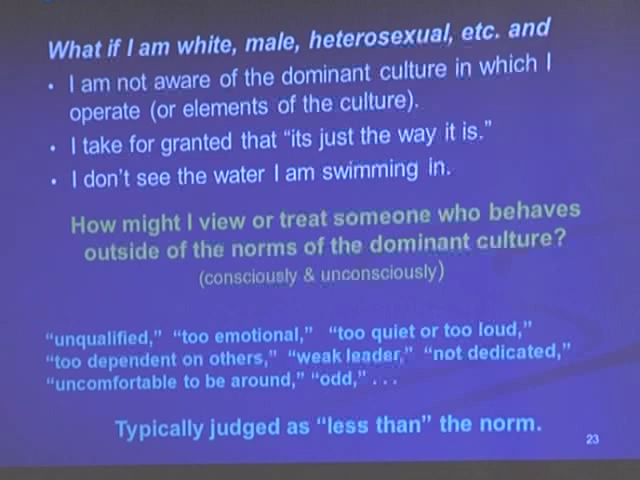 What if I am white, male, heterosexual, etc. and
• I am not aware of the dominant culture in which I
operate (or elements of the culture).
• I take for granted that “its just the way it is.”
• I don’t see the water I am swimming in.
How might I view or treat someone who behaves
outside of the norms of the dominant culture?
(consciously & unconsciously)
“unqualified,” “too emotional,” “too quiet or too loud,”
“too dependent on others,” “weak leader,” “not dedicated,”
“uncomfortable to be around,” “odd,” . . .
Typically judged as “less than” the norm.
23